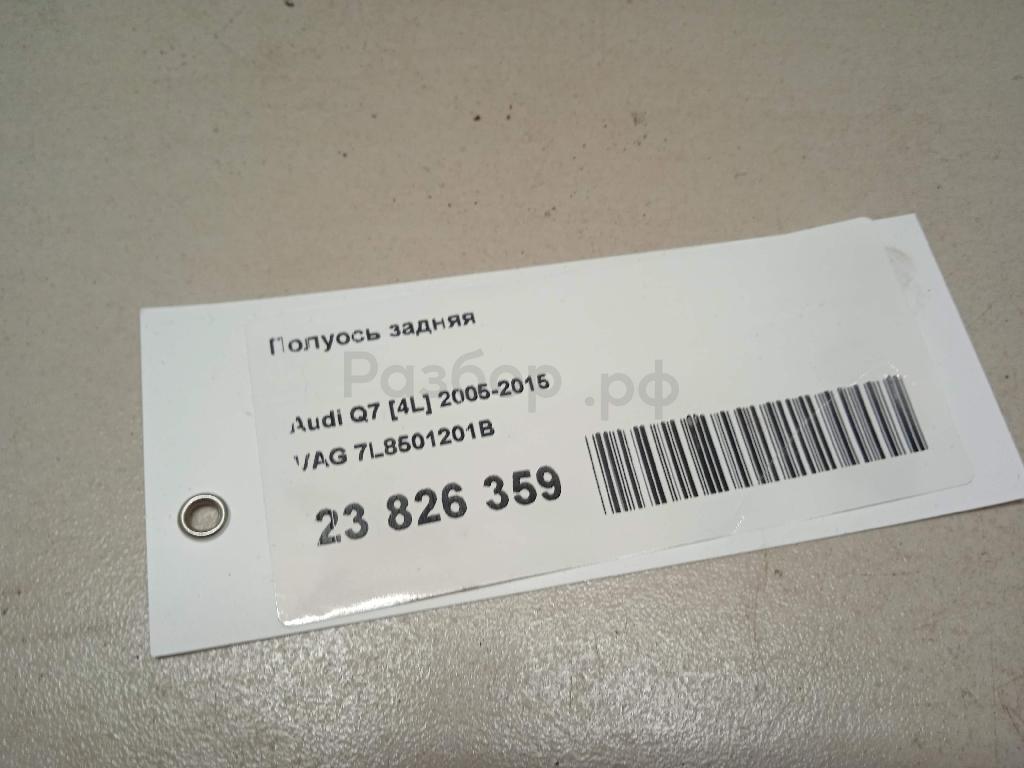 Полуось задняя
Разбор.рф
Audi Q7 [4L] 2005-2015
VAG 7L8501201B
23 826 359